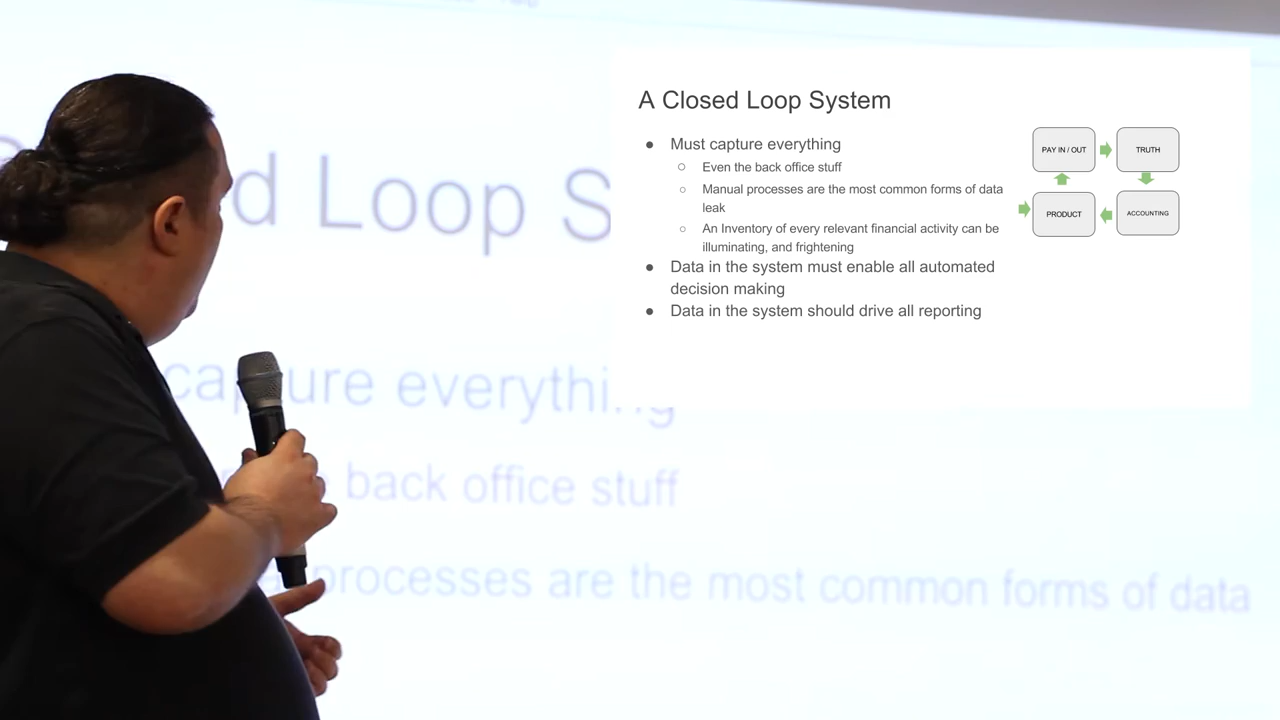 A Closed Loop System
● Must capture everything
○ Even the back office stuff
○ Manual processes are the most common forms of data
leak
○ An Inventory of every relevant financial activity can be
illuminating, and frightening
● Data in the system must enable all automated
decision making
● Data in the system should drive all reporting
PAY IN / OUT
TRUTH
PRODUCT
ACCOUNTING
d Loop S
capture everything
back office stuff
processes are the most common forms of data